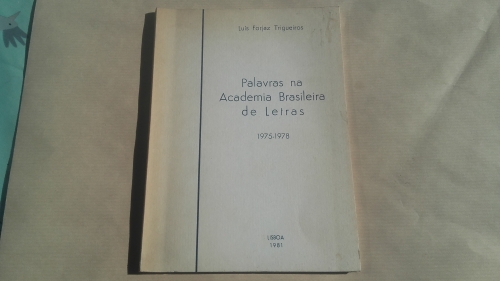 Luís Forjaz Trigueiros
Palavras na
Academia Brasileira
de Letras
1975-1978
LISBOA
1981